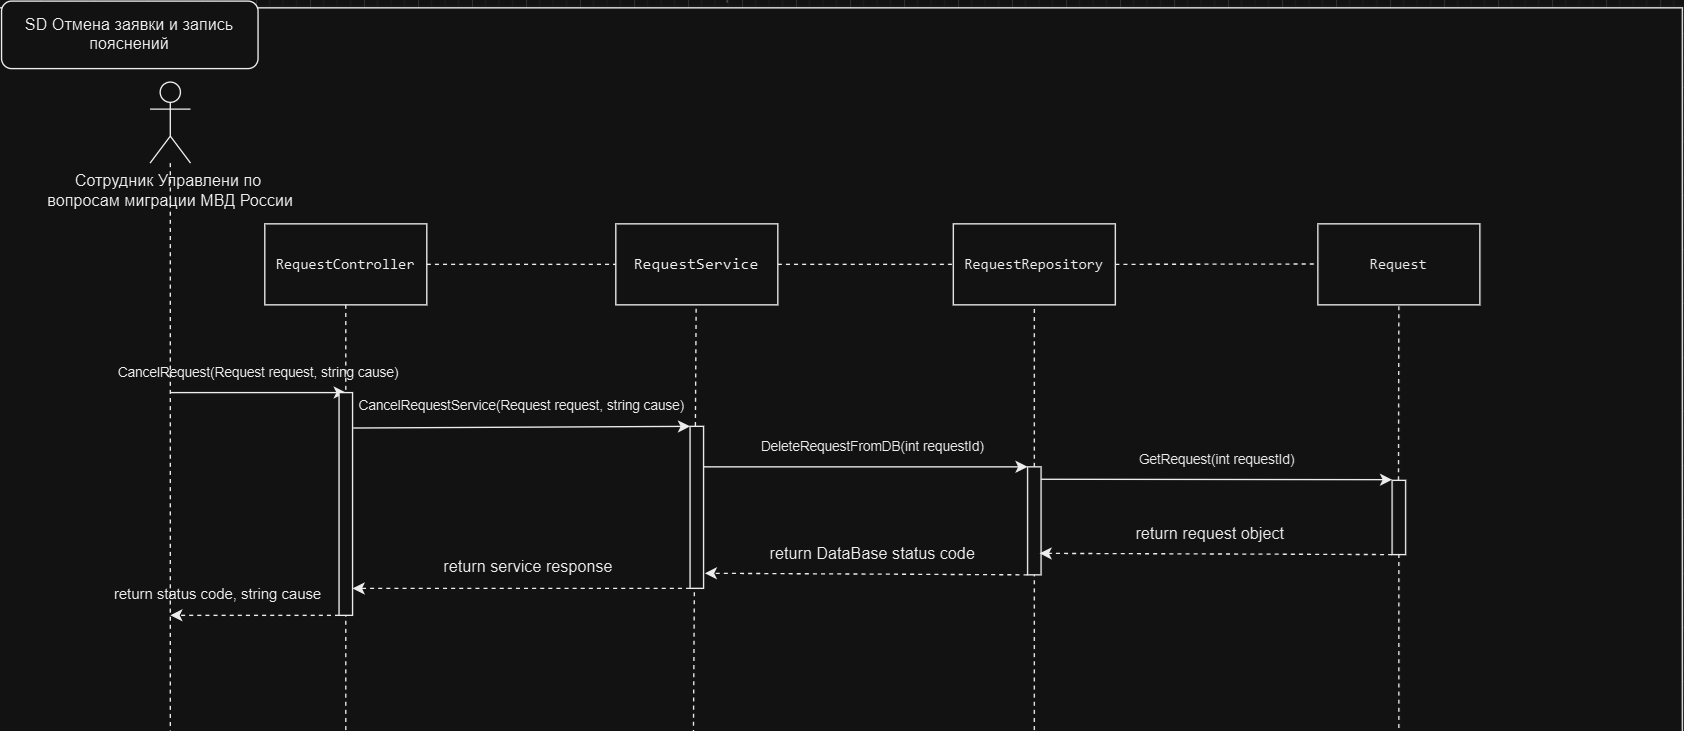 SD Отмена заявки и запись
пояснений
Сотрудник Управлени по
вопросам миграции МВД России
RequestController
RequestService
RequestRepository
Request
CancelRequest(Request request, string cause)
CancelRequestService(Request request, string cause)
DeleteRequestFromDB(int requestId)
GetRequest(int requestId)
return request object
return DataBase status code
return service response
return status code, string cause